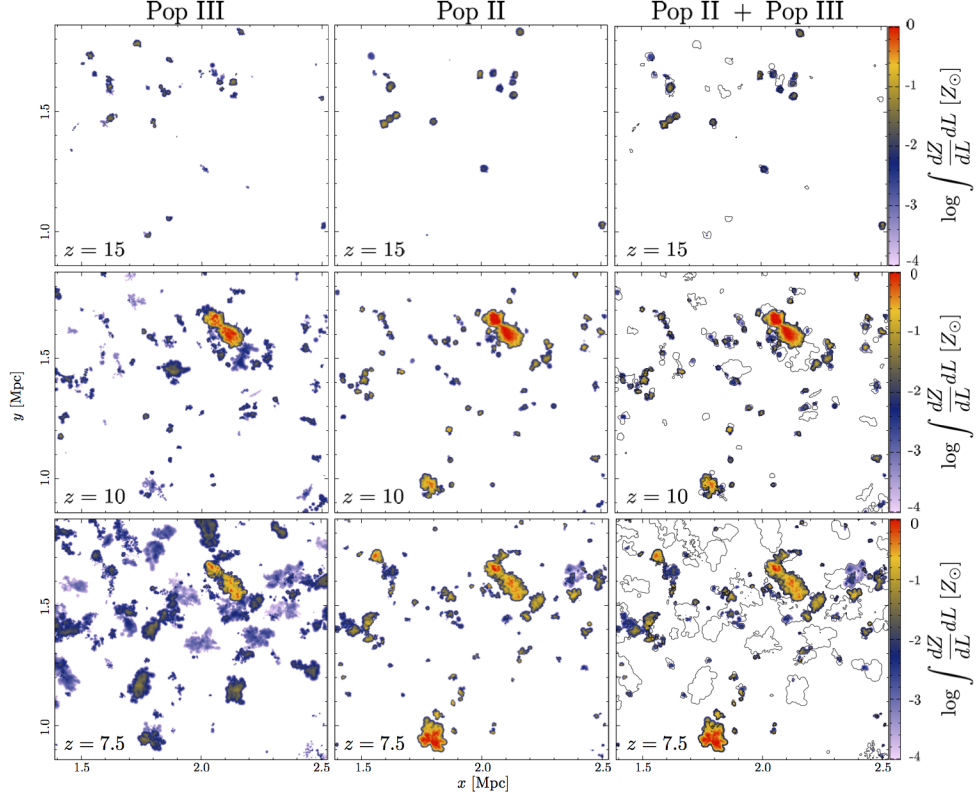 Pop III Pop II Pop II + Pop III
z = 15 z = 15 z = 15
1.5
1.0
0
-1
-2
-3
-4
log ∫ dZ/dL dL [Z⊙]
z = 10 z = 10 z = 10
1.5
1.0
y [Mpc]
0
-1
-2
-3
-4
log ∫ dZ/dL dL [Z⊙]
z = 7.5 z = 7.5 z = 7.5
1.5
1.0
0
-1
-2
-3
-4
log ∫ dZ/dL dL [Z⊙]
1.5 2.0 2.5 1.5 2.0 2.5 1.5 2.0 2.5
x [Mpc]